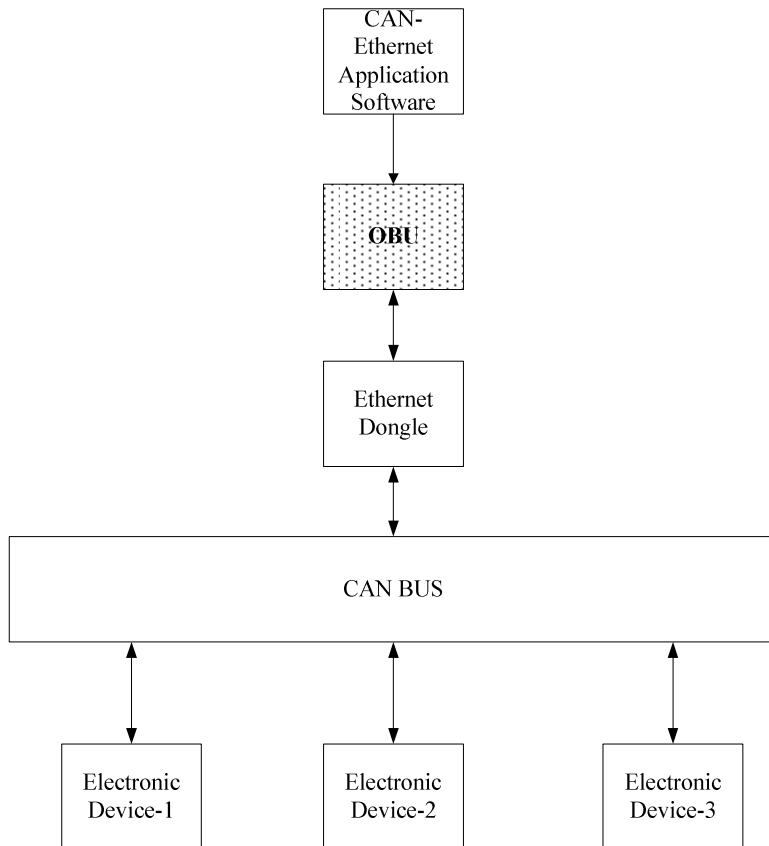 CAN-
Ethernet
Application
Software
OBU
Ethernet
Dongle
CAN BUS
Electronic
Device-1
Electronic
Device-2
Electronic
Device-3